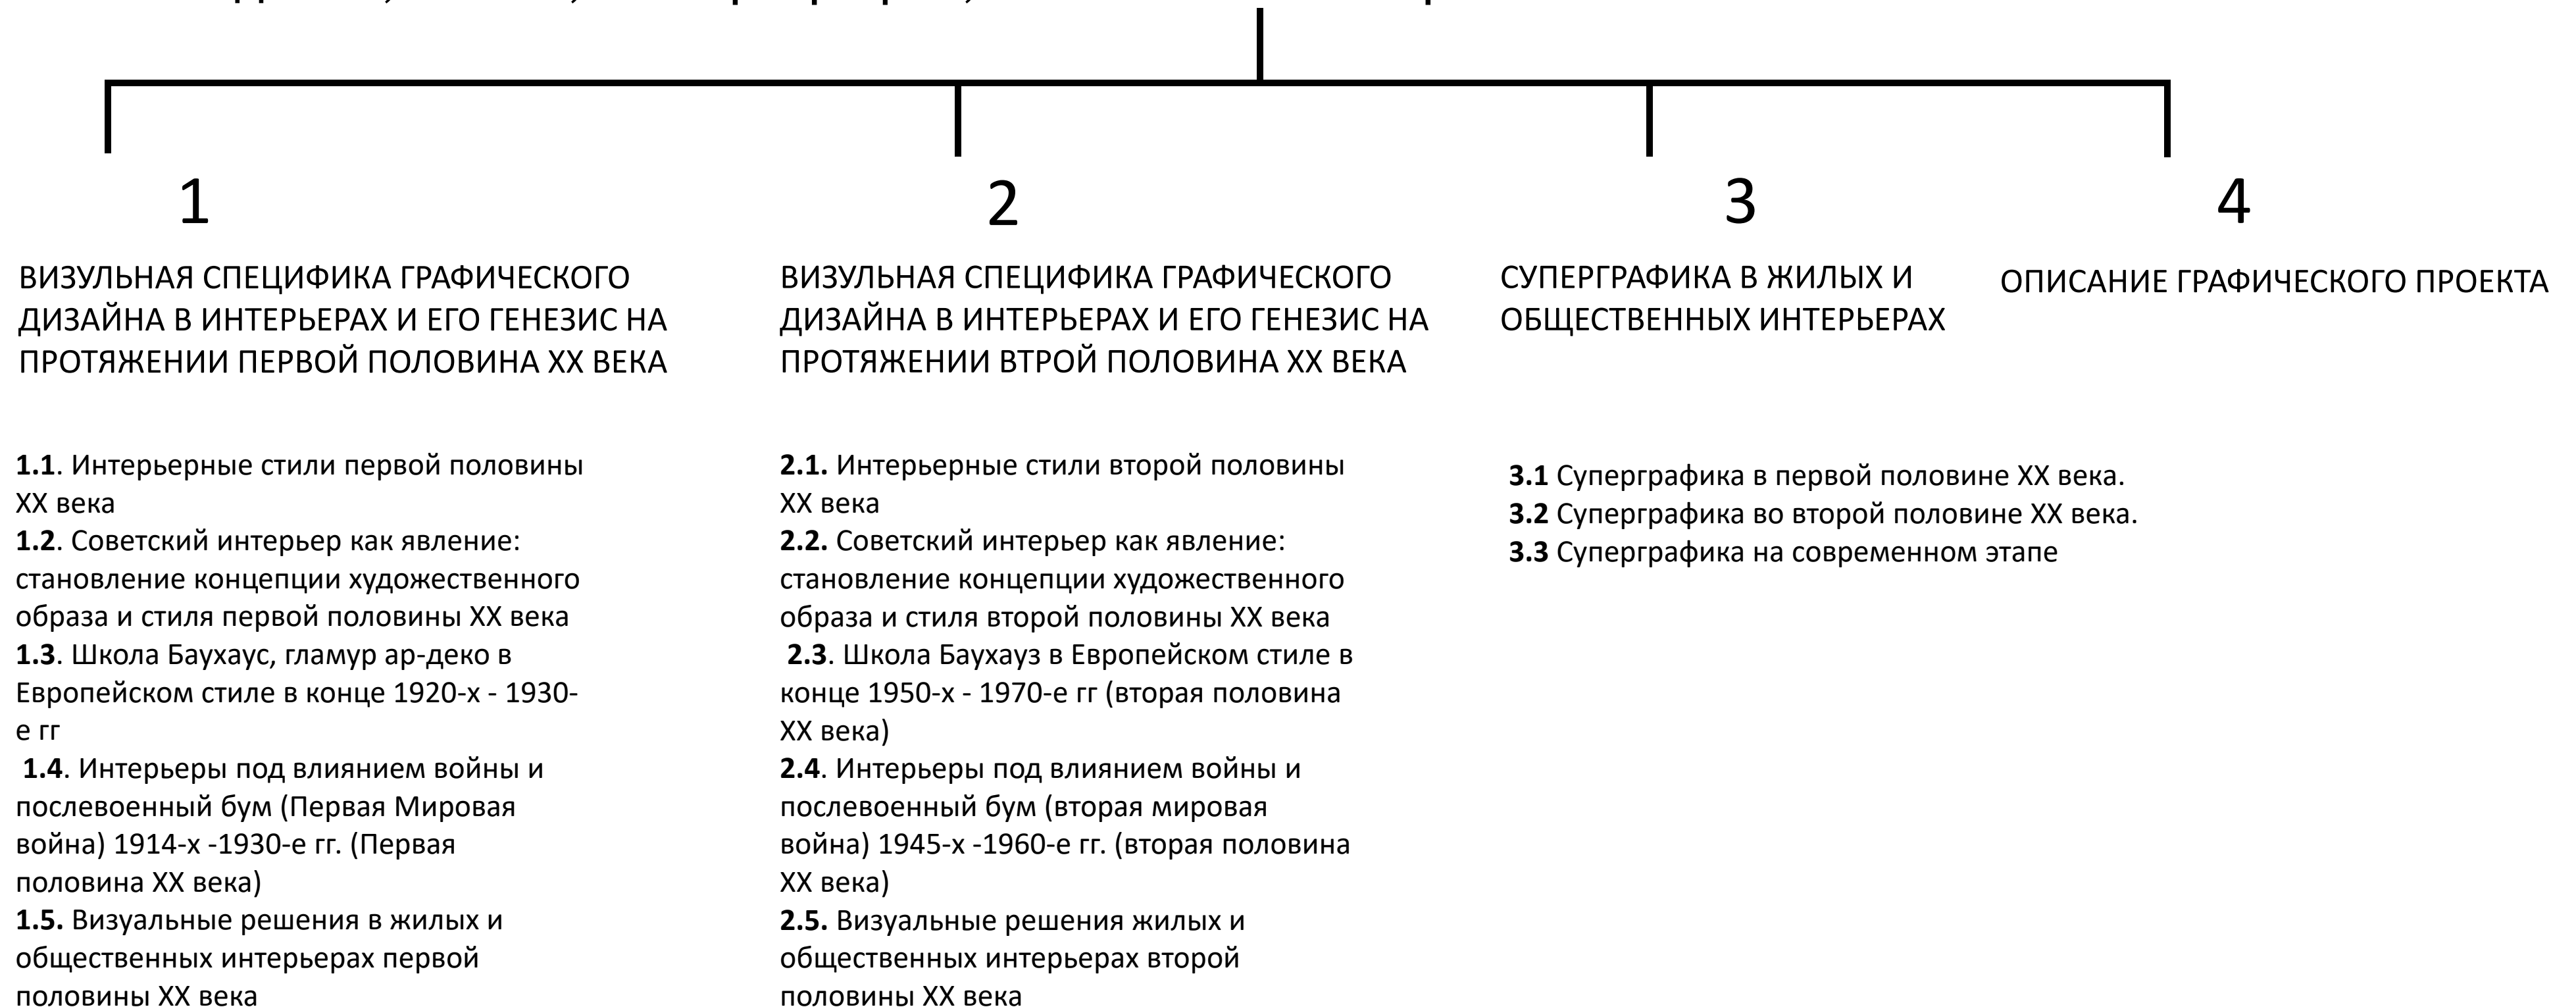 1
ВИЗУЛЬНАЯ СПЕЦИФИКА ГРАФИЧЕСКОГО
ДИЗАЙНА В ИНТЕРЬЕРАХ И ЕГО ГЕНЕЗИС НА
ПРОТЯЖЕНИИ ПЕРВОЙ ПОЛОВИНА XX ВЕКА
1.1. Интерьерные стили первой половины
XX века
1.2. Советский интерьер как явление:
становление концепции художественного
образа и стиля первой половины XX века
1.3. Школа Баухаус, гламур ар-деко в
Европейском стиле в конце 1920-х - 1930-
е гг
1.4. Интерьеры под влиянием войны и
послевоенный бум (Первая Мировая
война) 1914-х -1930-е гг. (Первая
половина XX века)
1.5. Визуальные решения в жилых и
общественных интерьерах первой
половины XX века
2
ВИЗУЛЬНАЯ СПЕЦИФИКА ГРАФИЧЕСКОГО
ДИЗАЙНА В ИНТЕРЬЕРАХ И ЕГО ГЕНЕЗИС НА
ПРОТЯЖЕНИИ ВТРОЙ ПОЛОВИНА XX ВЕКА
2.1. Интерьерные стили второй половины
XX века
2.2. Советский интерьер как явление:
становление концепции художественного
образа и стиля второй половины XX века
2.3. Школа Баухауз в Европейском стиле в
конце 1950-х - 1970-е гг (вторая половина
XX века)
2.4. Интерьеры под влиянием войны и
послевоенный бум (вторая мировая
война) 1945-х -1960-е гг. (вторая половина
XX века)
2.5. Визуальные решения жилых и
общественных интерьерах второй
половины XX века
3
СУПЕРГРАФИКА В ЖИЛЫХ И
ОБЩЕСТВЕННЫХ ИНТЕРЬЕРАХ
3.1 Суперграфика в первой половине XX века.
3.2 Суперграфика во второй половине XX века.
3.3 Суперграфика на современном этапе
4
ОПИСАНИЕ ГРАФИЧЕСКОГО ПРОЕКТА